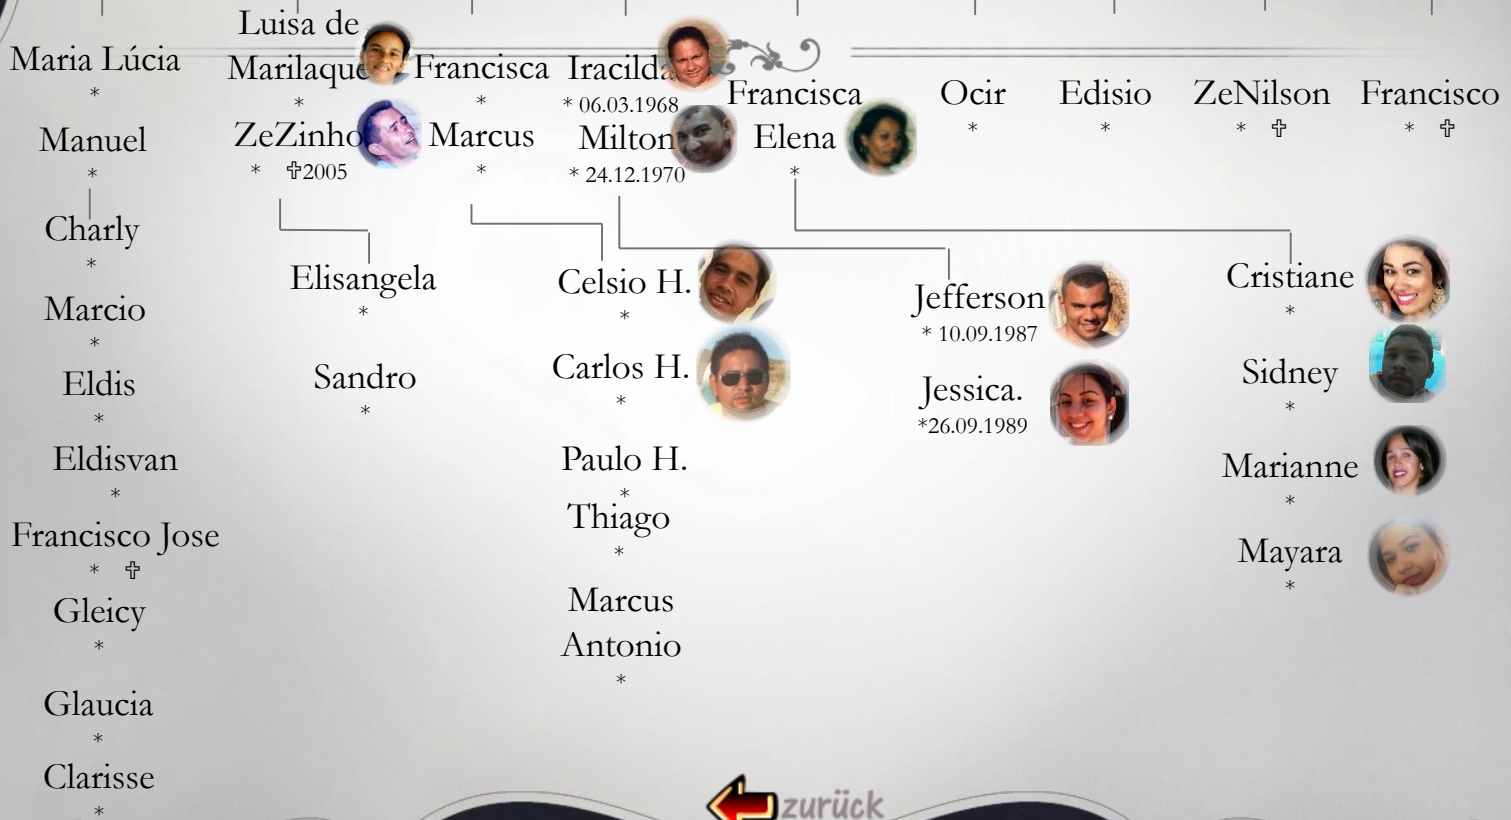 Maria Lúcia
*
Manuel
*
Charly
*
Marcio
*
Eldis
*
Eldisvan
*
Francisco Jose
* ✞
Gleicy
*
Glaucia
*
Clarisse
*
Luisa de
Marilaque
*
ZeZinho
* ✞2005
Elisangela
*
Sandro
*
Francisca
*
Marcus
*
Celsio H.
*
Carlos H.
*
Paulo H.
*
Thiago
*
Marcus
Antonio
*
Iracilda
* 06.03.1968
Milton
* 24.12.1970
Jefferson
* 10.09.1987
Jessica.
*26.09.1989
Francisca
Elena
*
Cristiane
*
Sidney
*
Marianne
*
Mayara
*
Ocir
*
Edisio
*
ZeNilson
* ✞
Francisco
* ✞
zurück